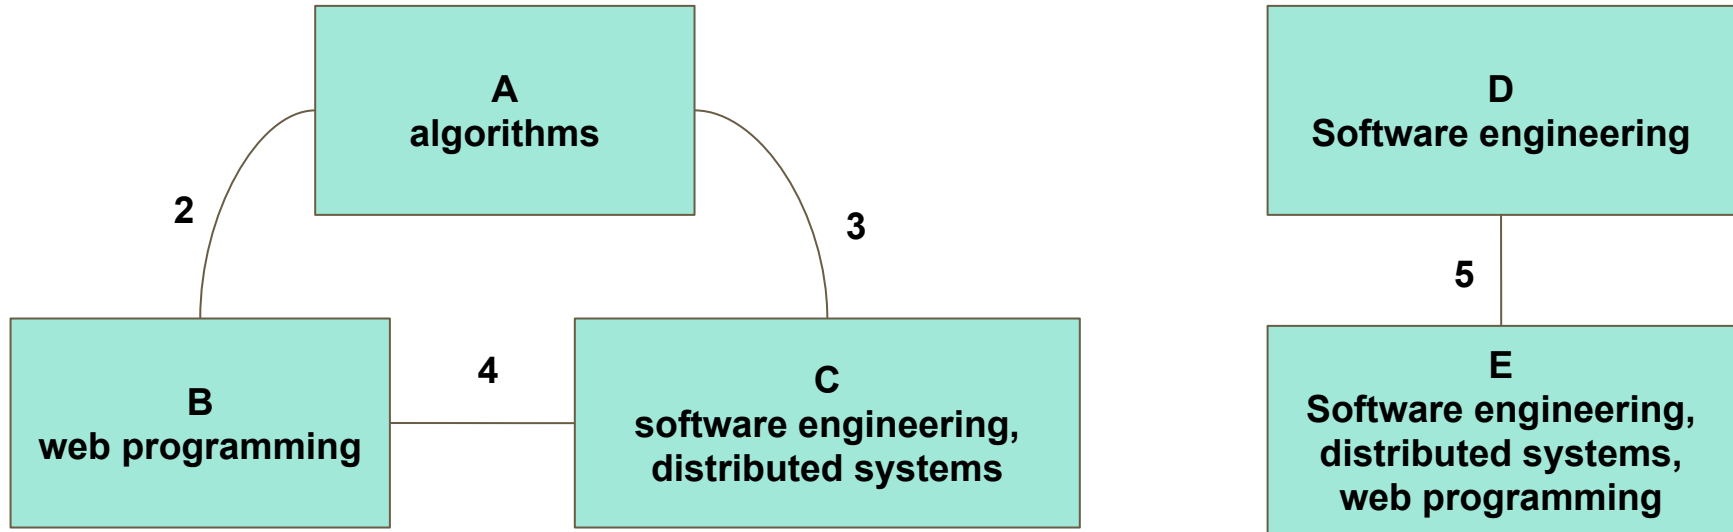 A
algorithms
2
3
B
web programming
4
C
software engineering,
distributed systems
D
Software engineering
5
E
Software engineering,
distributed systems,
web programming